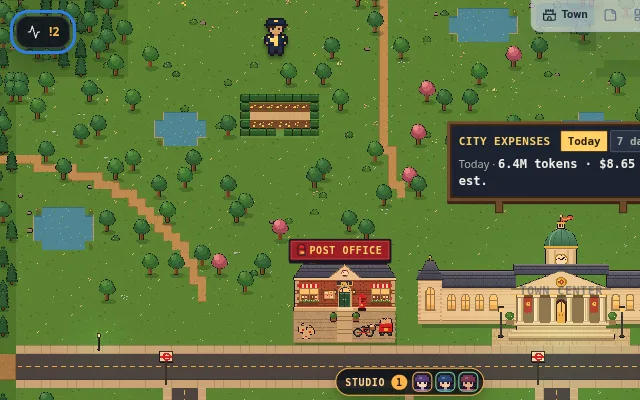 !2
Town
CITY EXPENSES Today 7 da
Today · 6.4M tokens · $8.65
est.
POST OFFICE
TOWN CENTER
STUDIO 1